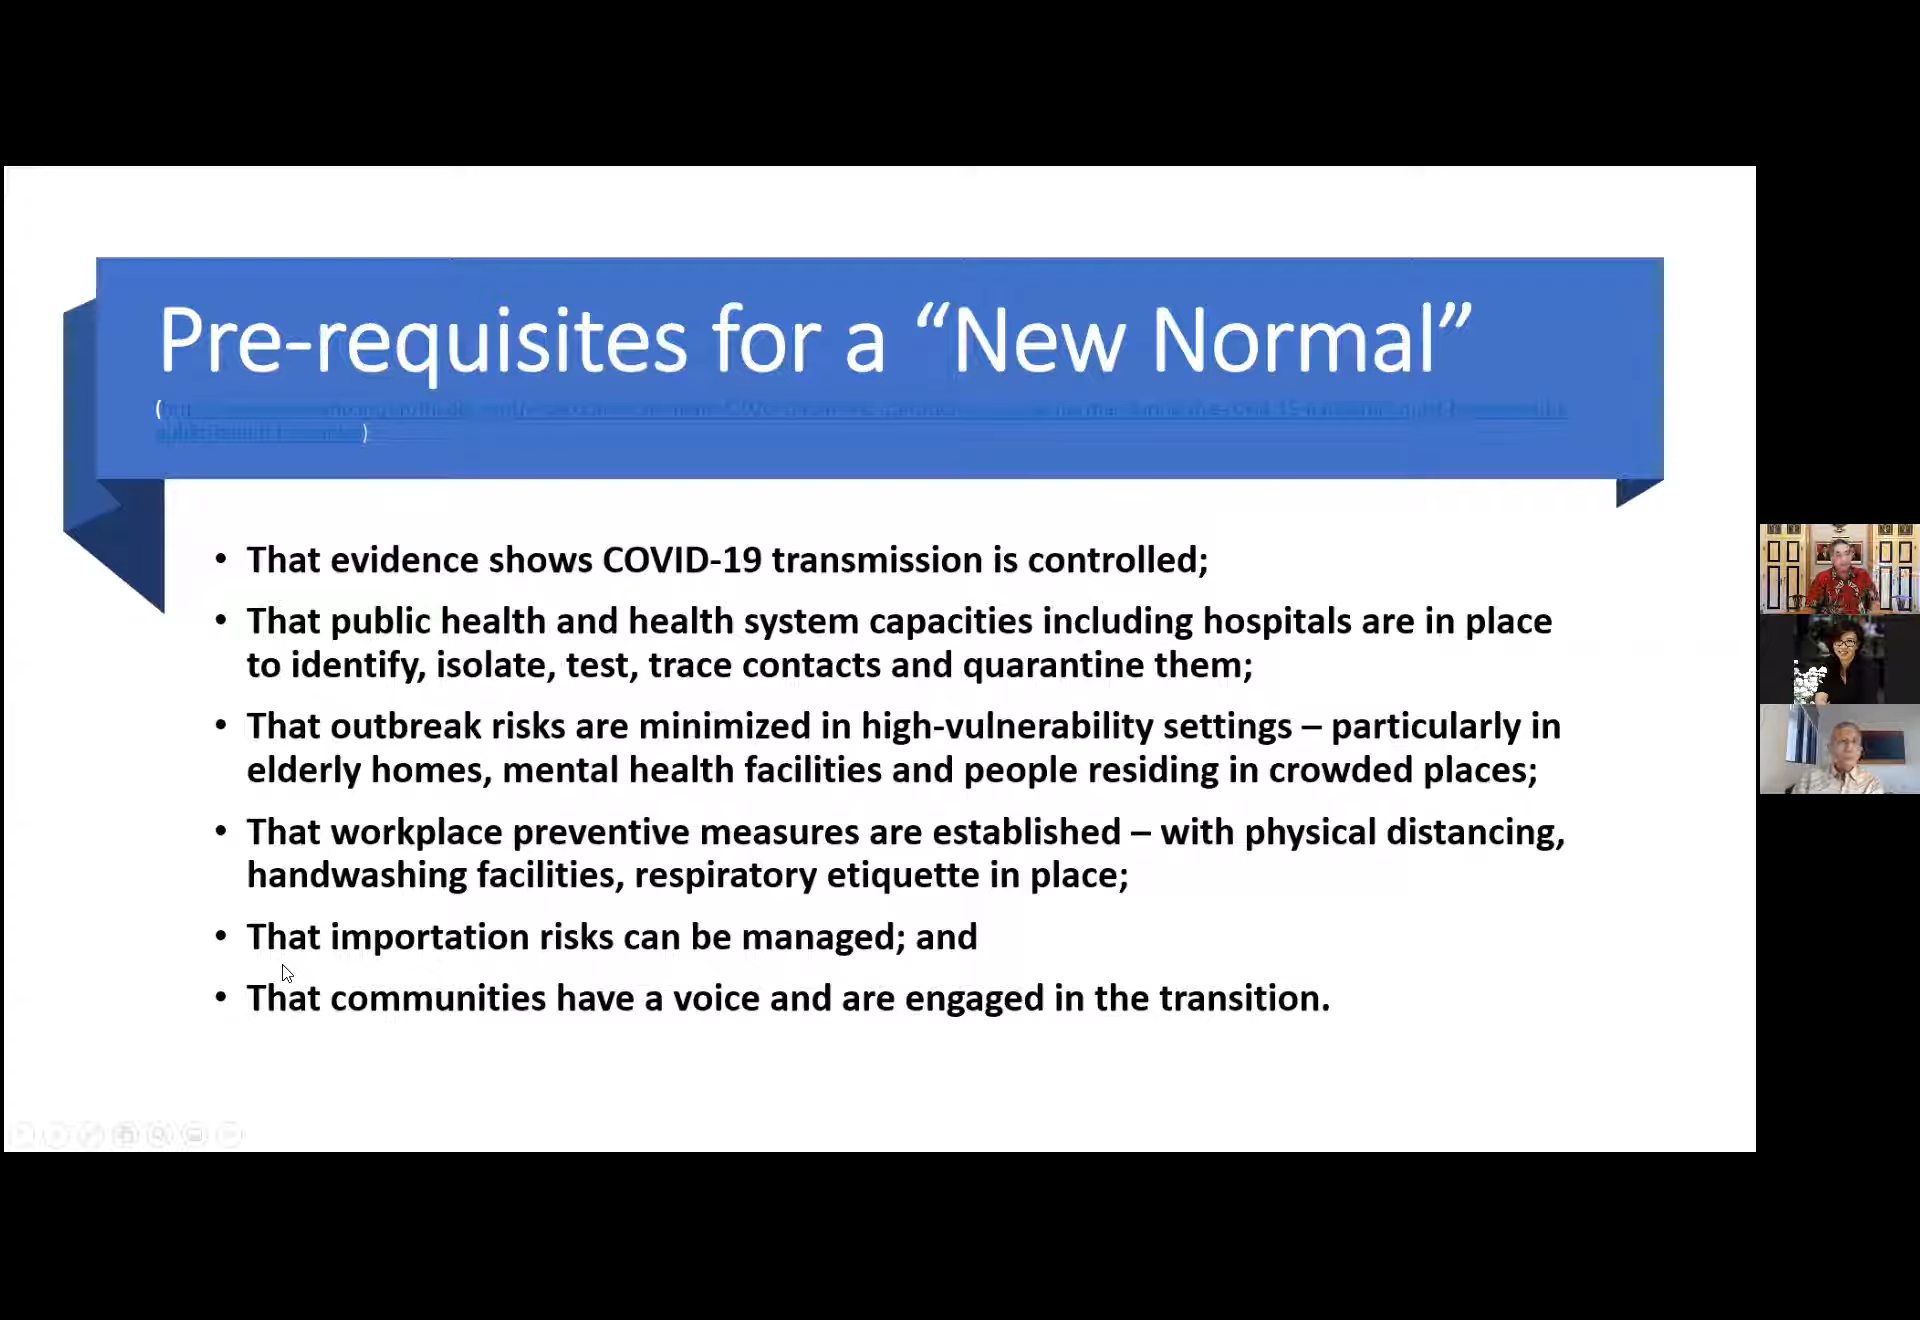 Pre-requisites for a “New Normal”
(
)
• That evidence shows COVID-19 transmission is controlled;
• That public health and health system capacities including hospitals are in place
to identify, isolate, test, trace contacts and quarantine them;
• That outbreak risks are minimized in high-vulnerability settings – particularly in
elderly homes, mental health facilities and people residing in crowded places;
• That workplace preventive measures are established – with physical distancing,
handwashing facilities, respiratory etiquette in place;
• That importation risks can be managed; and
• That communities have a voice and are engaged in the transition.